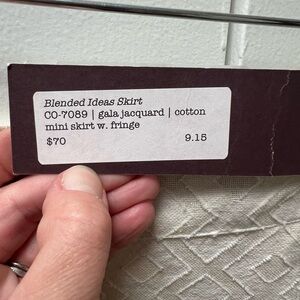 Blended Ideas Skirt
CO-7089 | gala jacquard | cotton
mini skirt w. fringe
$70 9.15